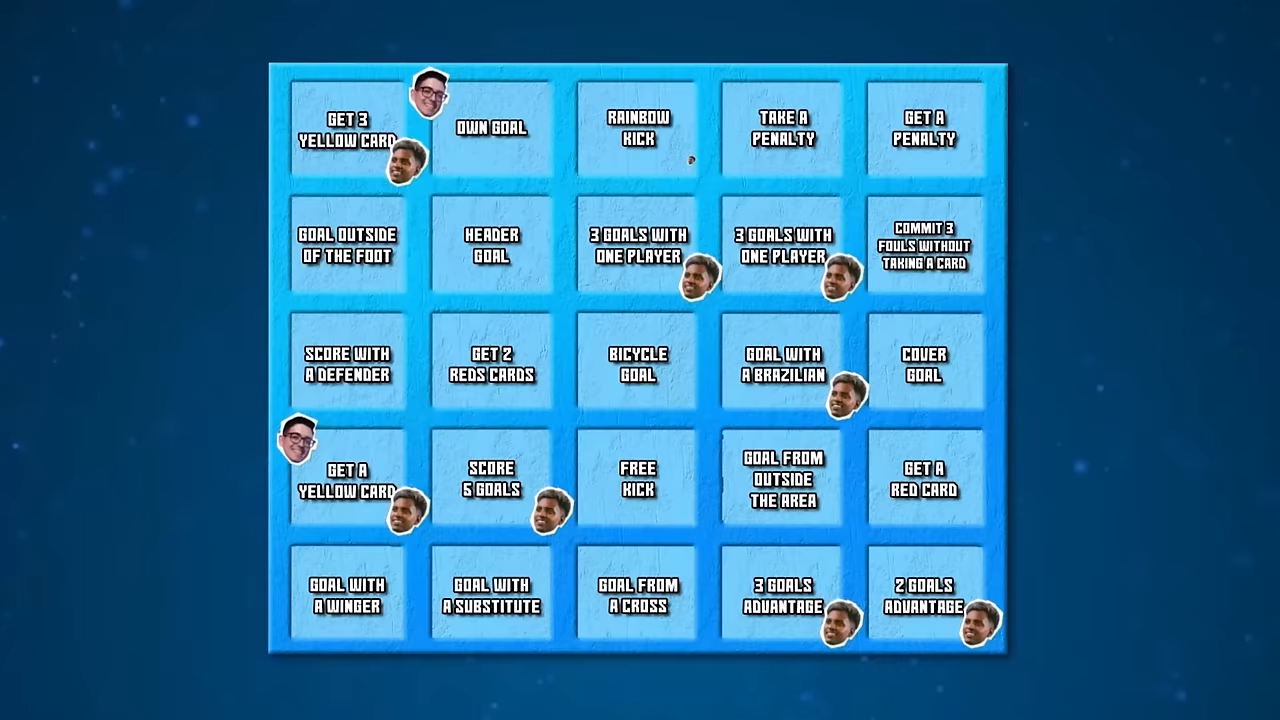 GET 3
YELLOW CARD
OWN GOAL
RAINBOW
KICK
TAKE A
PENALTY
GET A
PENALTY
GOAL OUTSIDE
OF THE FOOT
HEADER
GOAL
3 GOALS WITH
ONE PLAYER
3 GOALS WITH
ONE PLAYER
COMMIT 3
FOULS WITHOUT
TAKING A CARD
SCORE WITH
A DEFENDER
GET 2
REDS CARDS
BICYCLE
GOAL
GOAL WITH
A BRAZILIAN
COVER
GOAL
GET A
YELLOW CARD
SCORE
5 GOALS
FREE
KICK
GOAL FROM
OUTSIDE
THE AREA
GET A
RED CARD
GOAL WITH
A WINGER
GOAL WITH
A SUBSTITUTE
GOAL FROM
A CROSS
3 GOALS
ADVANTAGE
2 GOALS
ADVANTAGE